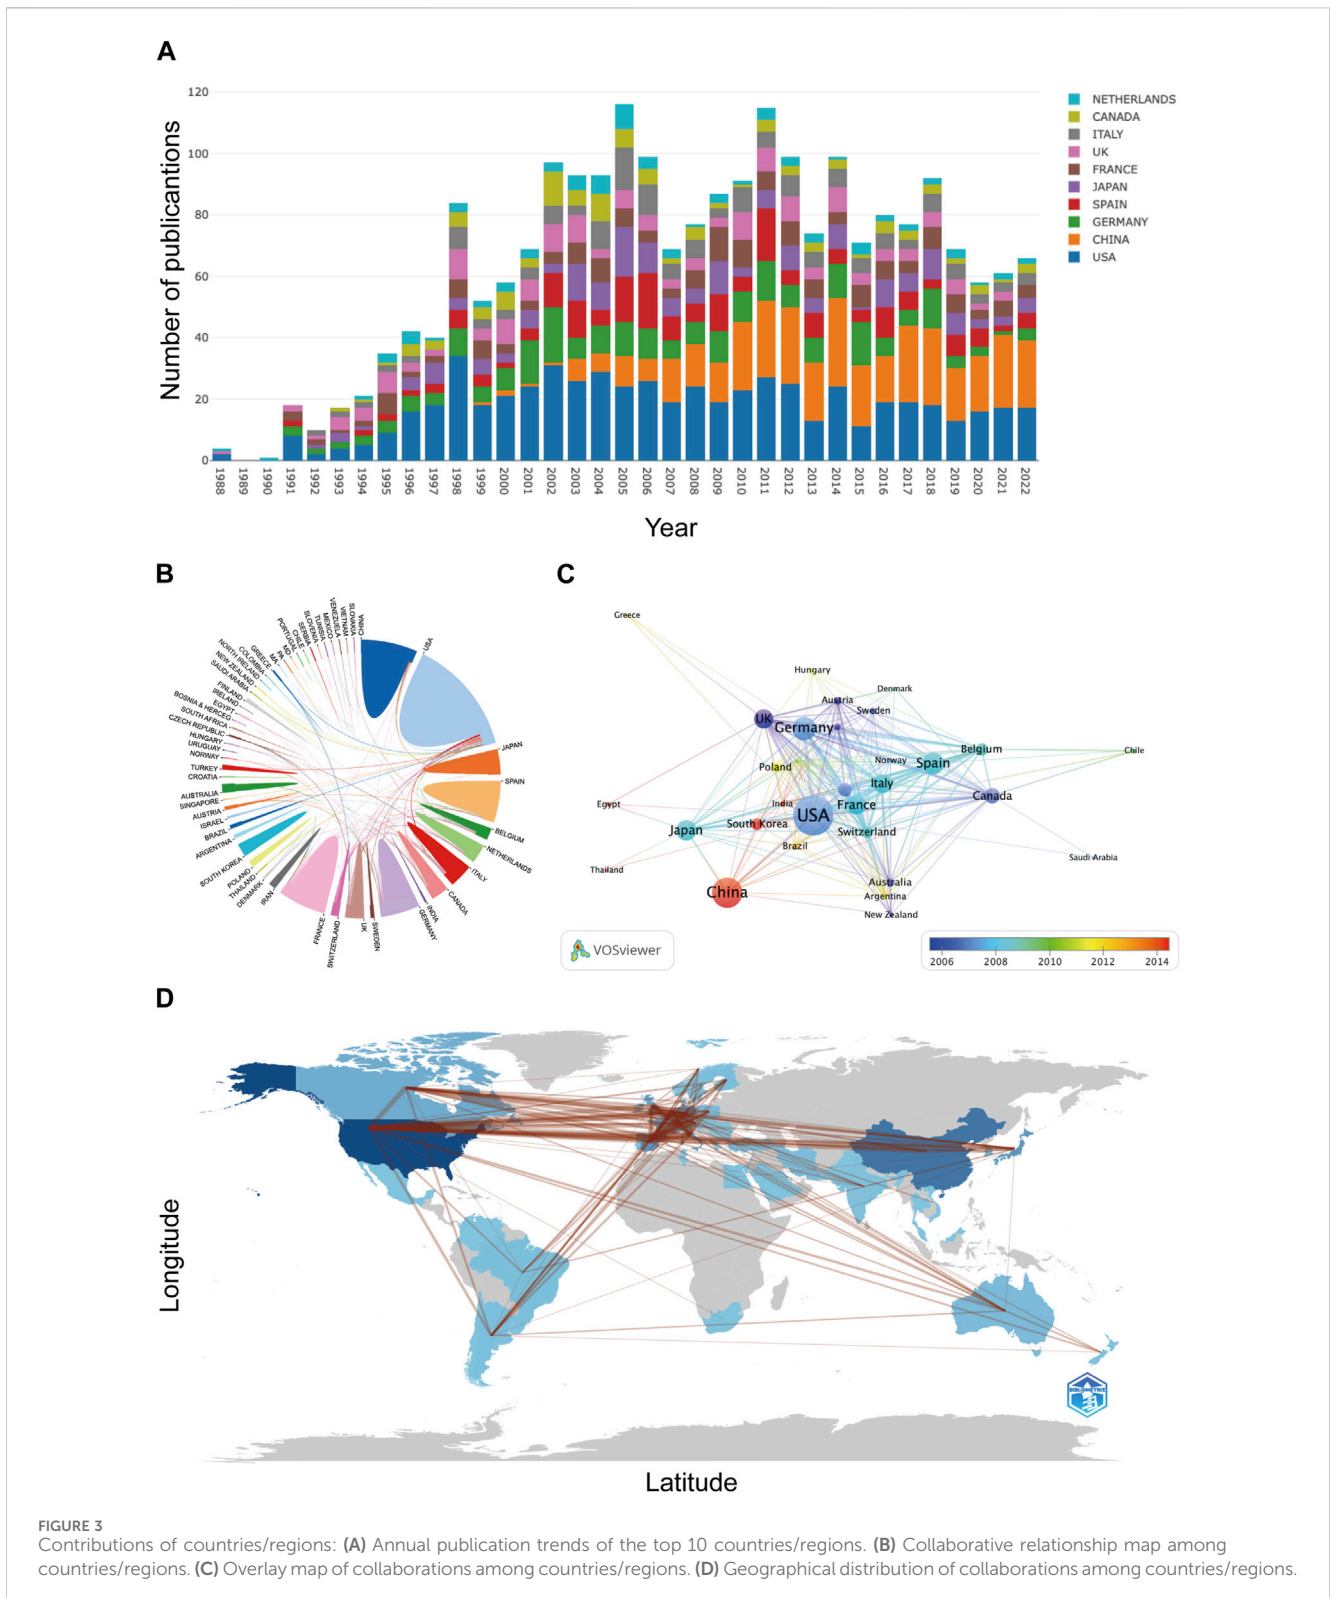 A
Number of publicantions
120
100
80
60
40
20
0
1988
1989
1990
1991
1992
1993
1994
1995
1996
1997
1998
1999
2000
2001
2002
2003
2004
2005
2006
2007
2008
2009
2010
2011
2012
2013
2014
2015
2016
2017
2018
2019
2020
2021
2022
Year
NETHERLANDS
CANADA
ITALY
UK
FRANCE
JAPAN
SPAIN
GERMANY
CHINA
USA
B
CHINA
USA
JAPAN
SPAIN
BELGIUM
NETHERLANDS
ITALY
CANADA
INDIA
GERMANY
SWEDEN
UK
SWITZERLAND
FRANCE
IRAN
DENMARK
THAILAND
POLAND
SOUTH KOREA
ARGENTINA
BRAZIL
ISRAEL
AUSTRIA
SINGAPORE
AUSTRALIA
CROATIA
TURKEY
NORWAY
URUGUAY
HUNGARY
CZECH REPUBLIC
SOUTH AFRICA
BOSNIA & HERCEG
EGYPT
IRELAND
FINLAND
SAUDI ARABIA
NEW ZEALAND
NORTH IRELAND
COLOMBIA
GREECE
MA
PA
MD
PORTUGAL
CHILE
SERBIA
SLOVENIA
TUNISIA
MEXICO
VENEZUELA
VIETNAM
SLOVAKIA
C
Greece
Hungary
Denmark
Austria
Sweden
UK
Germany
Belgium
Chile
Norway
Spain
Poland
Italy
Canada
Egypt
India
France
USA
South Korea
Japan
Switzerland
Brazil
Saudi Arabia
Thailand
Australia
China
Argentina
New Zealand
VOSviewer
2006
2008
2010
2012
2014
D
Longitude
BIBLIOMETRIX
Latitude
FIGURE 3
Contributions of countries/regions: (A) Annual publication trends of the top 10 countries/regions. (B) Collaborative relationship map among
countries/regions. (C) Overlay map of collaborations among countries/regions. (D) Geographical distribution of collaborations among countries/regions.